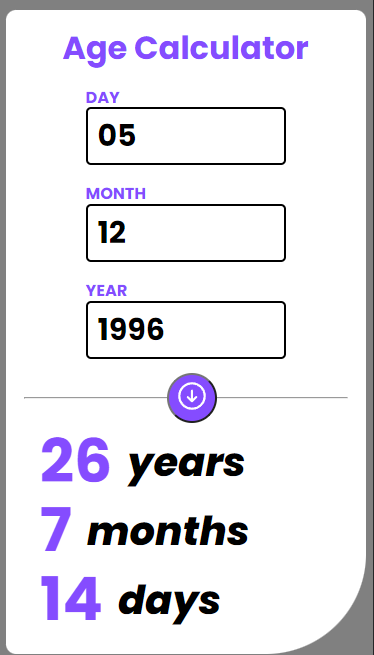 Age Calculator
DAY
05
MONTH
12
YEAR
1996
26 years
7 months
14 days